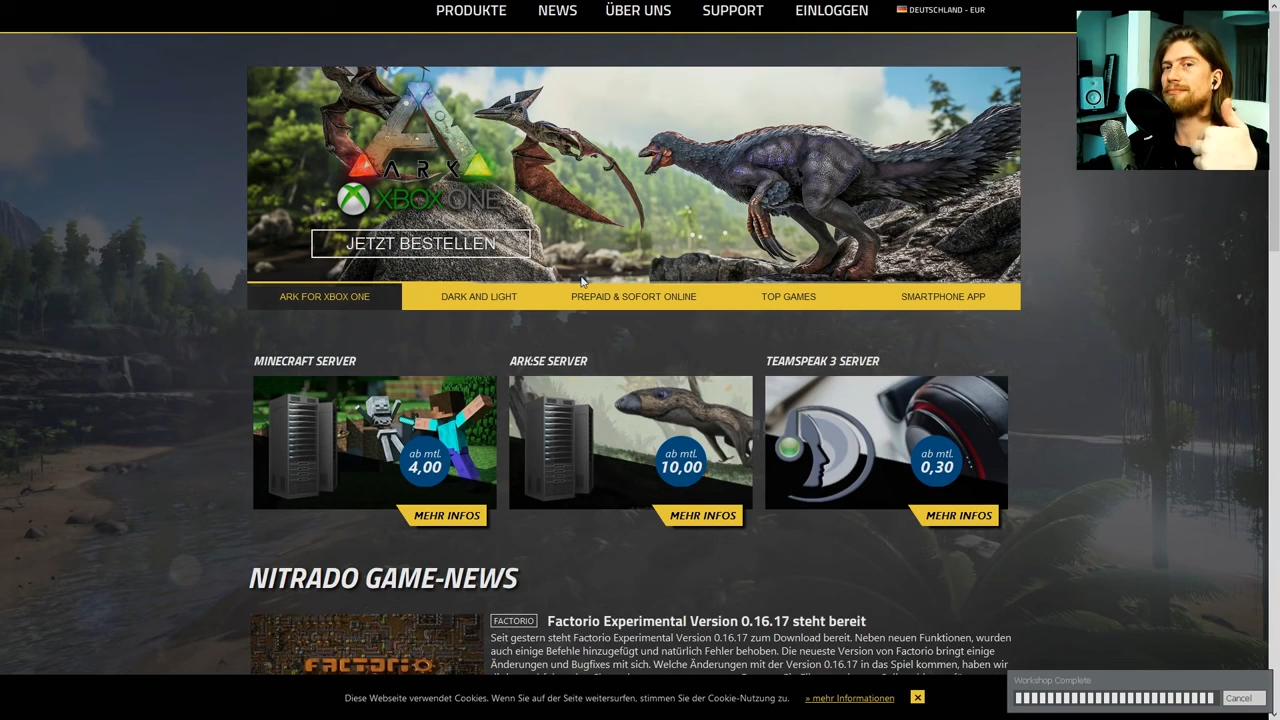 PRODUKTE NEWS ÜBER UNS SUPPORT EINLOGGEN DEUTSCHLAND - EUR
ARK
XBOX ONE
JETZT BESTELLEN
ARK FOR XBOX ONE DARK AND LIGHT PREPAID & SOFORT ONLINE TOP GAMES SMARTPHONE APP
MINECRAFT SERVER ARK:SE SERVER TEAMSPEAK 3 SERVER
ab mtl. ab mtl. ab mtl.
4,00 10,00 0,30
MEHR INFOS MEHR INFOS MEHR INFOS
NITRADO GAME-NEWS
FACTORIO Factorio Experimental Version 0.16.17 steht bereit
Seit gestern steht Factorio Experimental Version 0.16.17 zum Download bereit. Neben neuen Funktionen, wurden
auch einige Befehle hinzugefügt und natürlich Fehler behoben. Die neueste Version von Factorio bringt einige
Änderungen und Bugfixes mit sich. Welche Änderungen mit der Version 0.16.17 in das Spiel kommen, haben wir
FACTORIO
Diese Webseite verwendet Cookies. Wenn Sie auf der Seite weitersurfen, stimmen Sie der Cookie-Nutzung zu. » mehr Informationen
Workshop Complete
Cancel